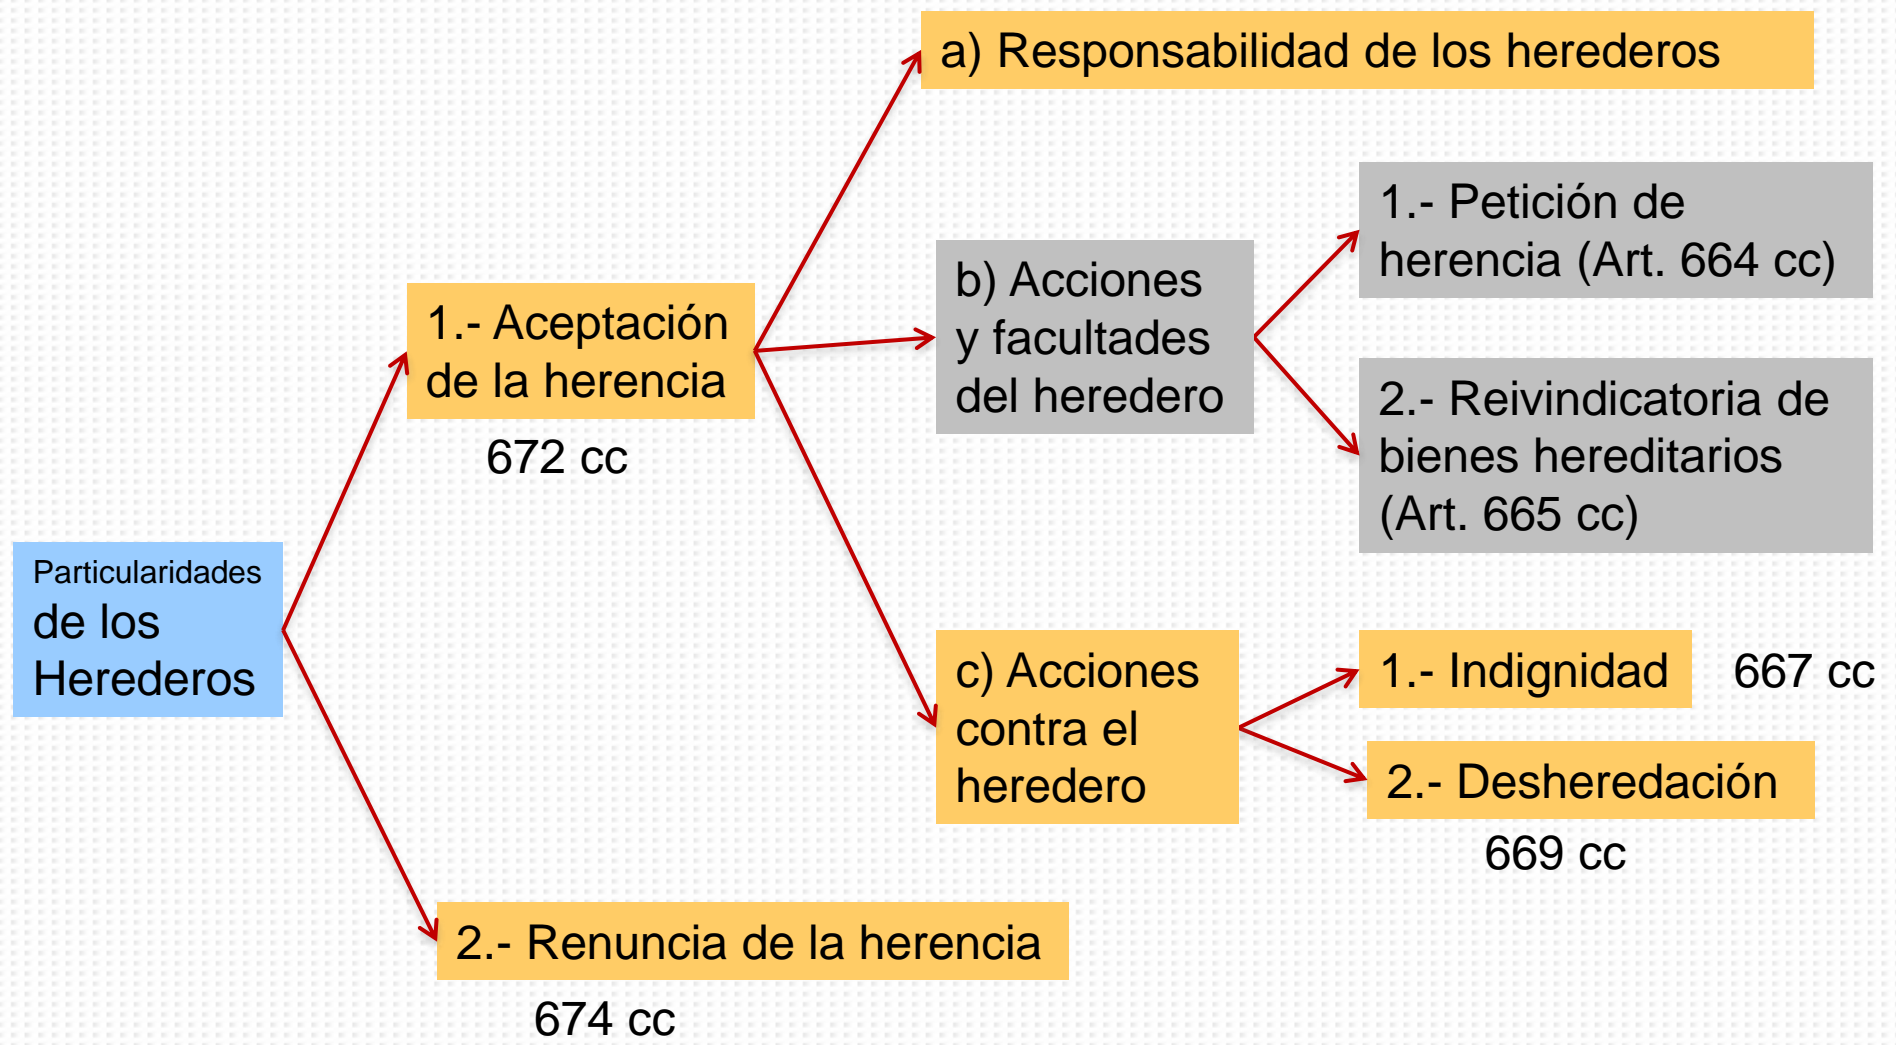 Particularidades
de los
Herederos
1.- Aceptación
de la herencia
672 cc
a) Responsabilidad de los herederos
b) Acciones
y facultades
del heredero
1.- Petición de
herencia (Art. 664 cc)
2.- Reivindicatoria de
bienes hereditarios
(Art. 665 cc)
c) Acciones
contra el
heredero
1.- Indignidad
667 cc
2.- Desheredación
669 cc
2.- Renuncia de la herencia
674 cc